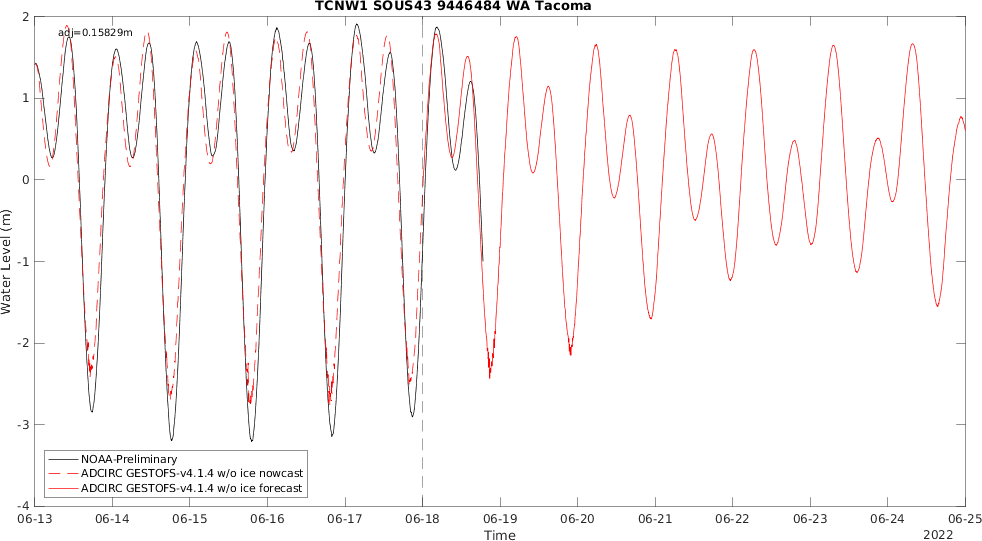 TCNW1 SOUS43 9446484 WA Tacoma
adj=0.15829m
2
1
0
-1
-2
-3
-4
Water Level (m)
NOAA-Preliminary
ADCIRC GESTOFS-v4.1.4 w/o ice nowcast
ADCIRC GESTOFS-v4.1.4 w/o ice forecast
06-13 06-14 06-15 06-16 06-17 06-18 06-19 06-20 06-21 06-22 06-23 06-24 06-25
Time
2022